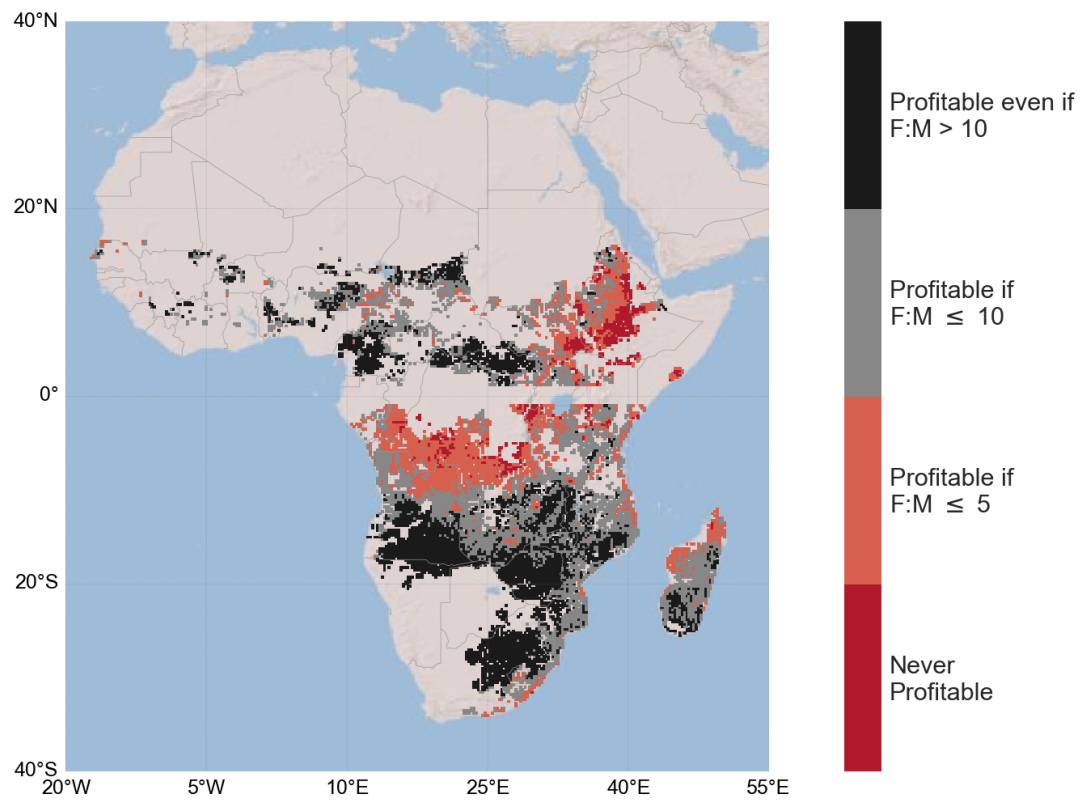 40°N
20°N
0°
20°S
40°S
20°W
5°W
10°E
25°E
40°E
55°E
Profitable even if
F:M > 10
Profitable if
F:M ≤ 10
Profitable if
F:M ≤ 5
Never
Profitable